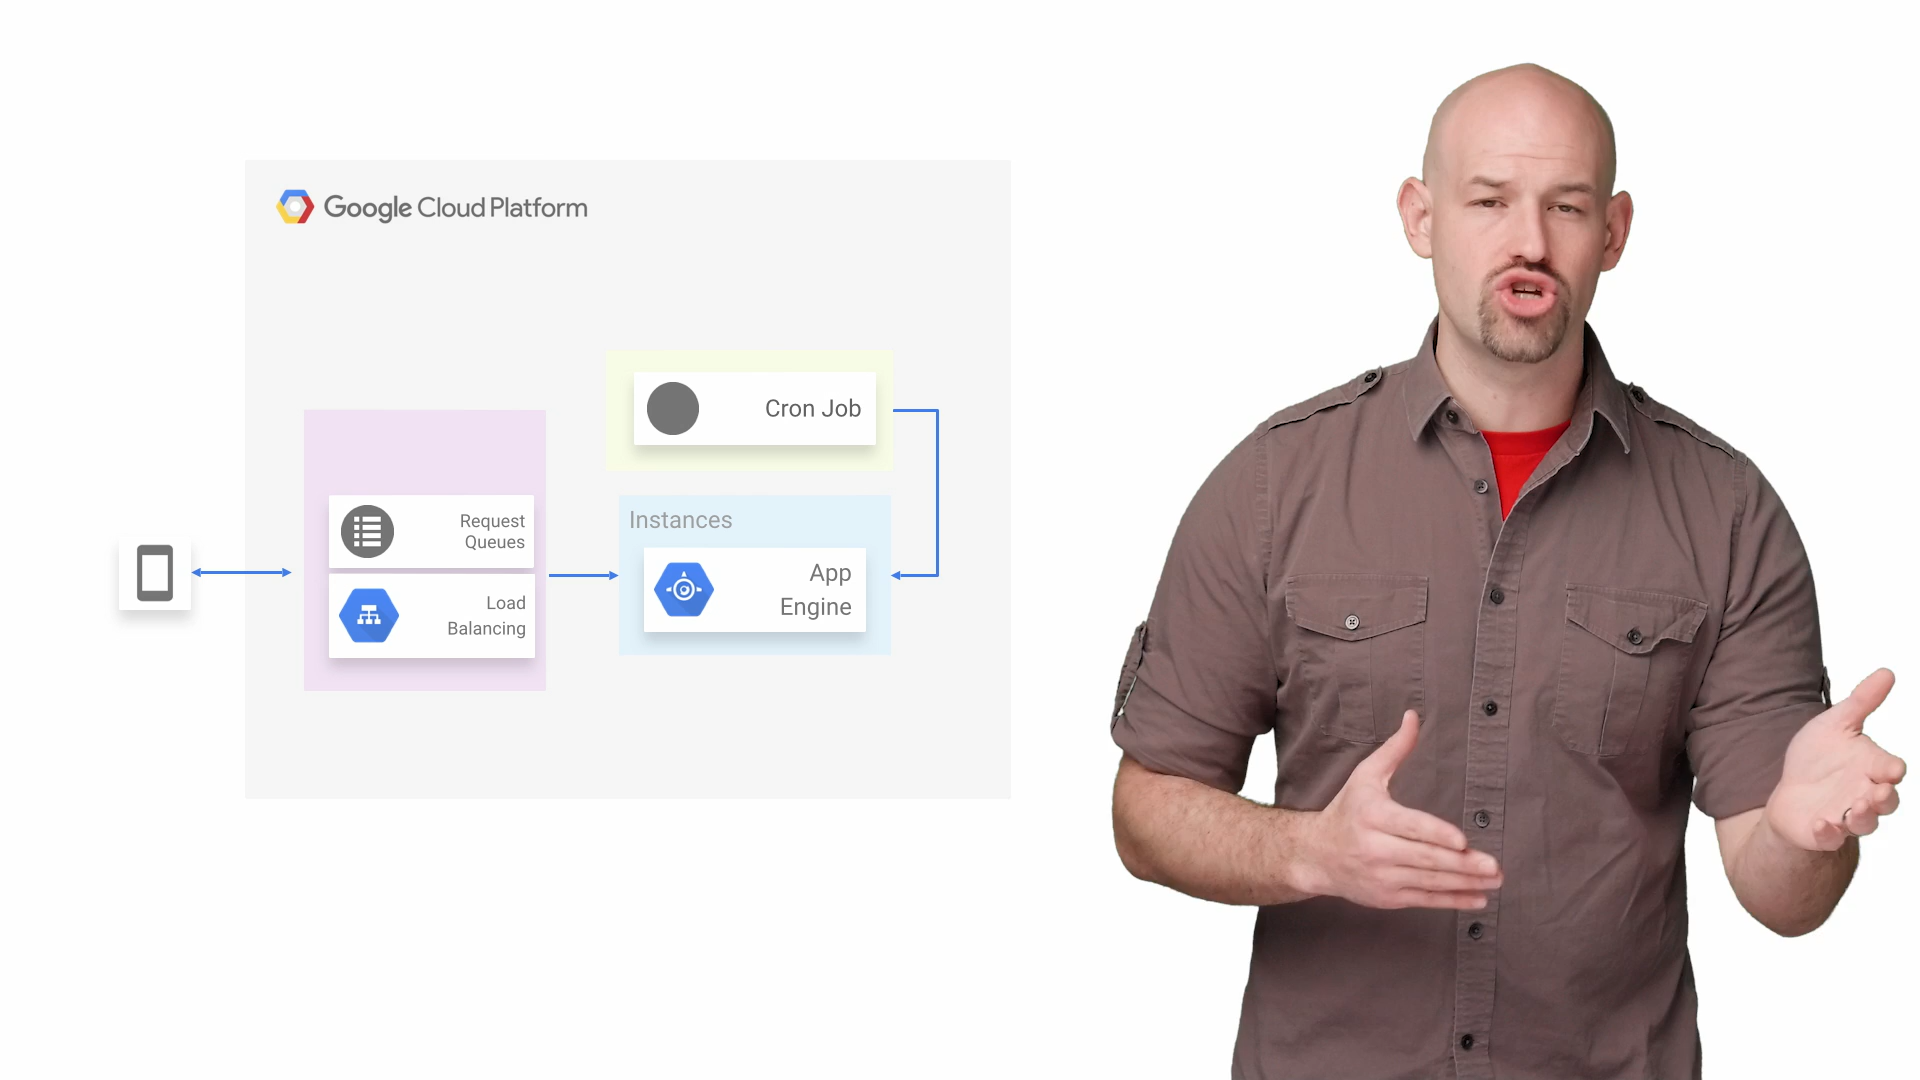 Google Cloud Platform
Cron Job
Request
Queues
Load
Balancing
Instances
App
Engine